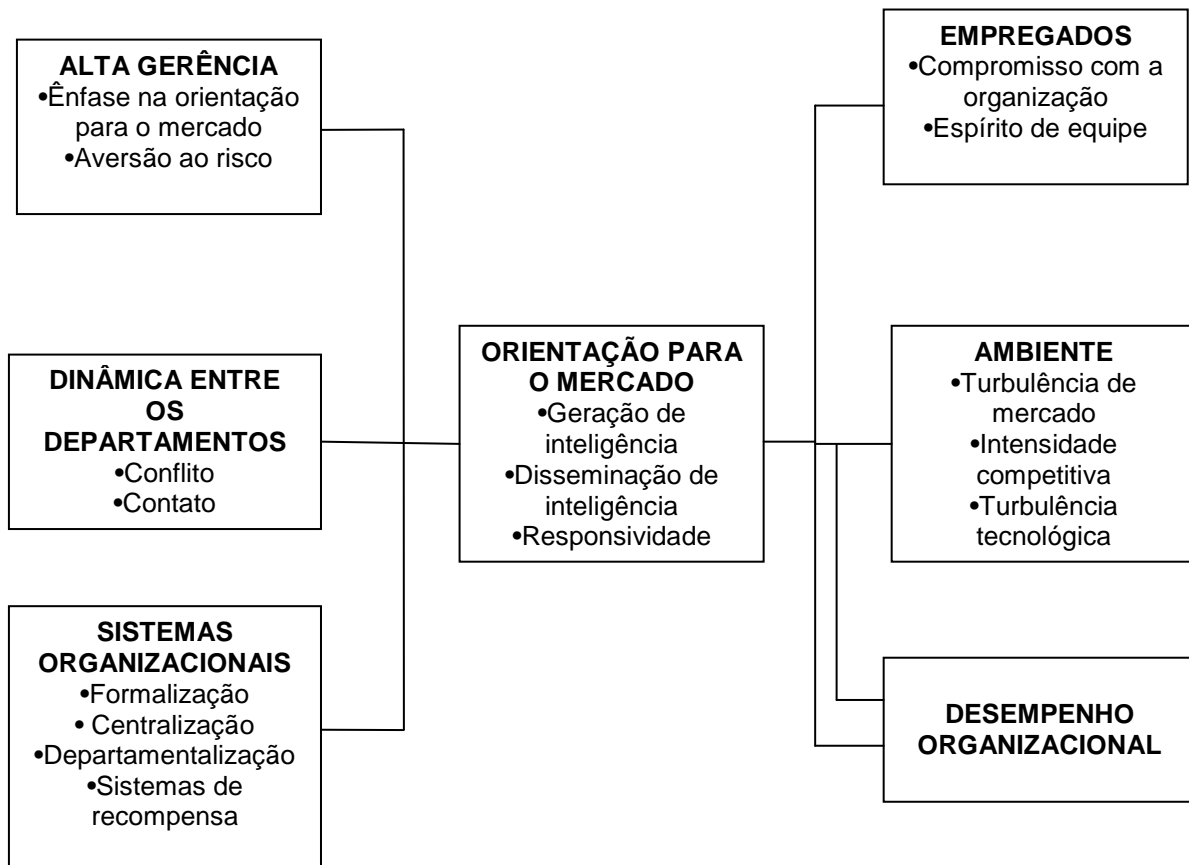 ALTA GERÊNCIA
•Ênfase na orientação
para o mercado
•Aversão ao risco
DINÂMICA ENTRE
OS
DEPARTAMENTOS
•Conflito
•Contato
SISTEMAS
ORGANIZACIONAIS
•Formalização
• Centralização
•Departamentalização
•Sistemas de
recompensa
ORIENTAÇÃO PARA
O MERCADO
•Geração de
inteligência
•Disseminação de
inteligência
•Responsividade
EMPREGADOS
•Compromisso com a
organização
•Espírito de equipe
AMBIENTE
•Turbulência de
mercado
•Intensidade
competitiva
•Turbulência
tecnológica
DESEMPENHO
ORGANIZACIONAL